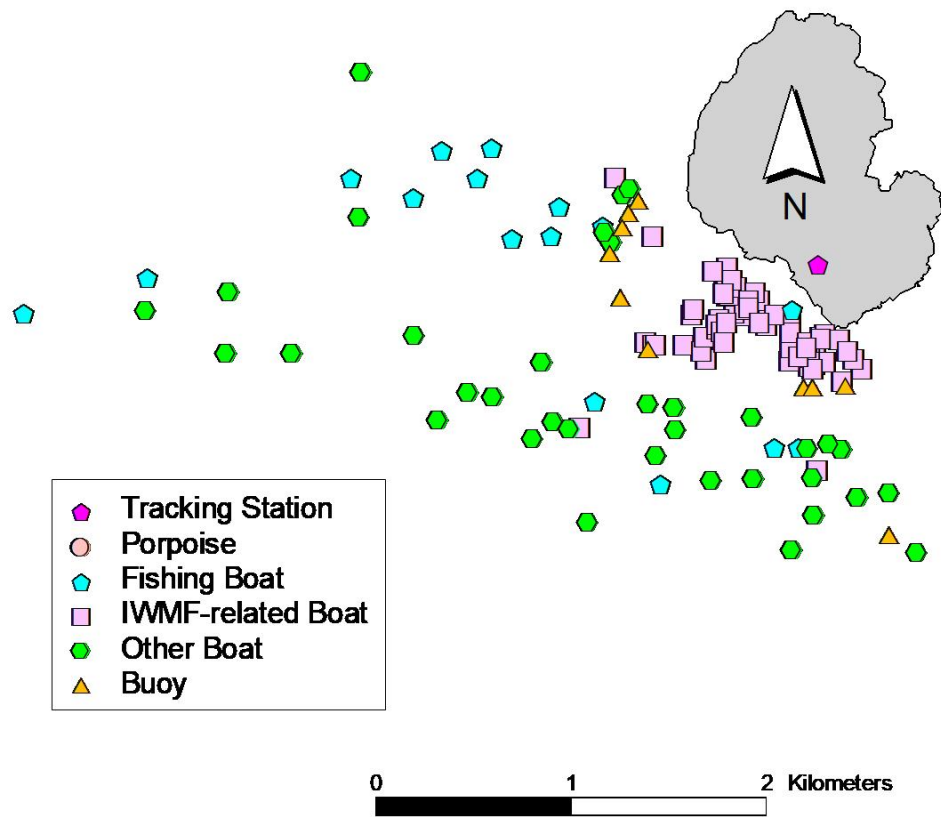 N
Tracking Station
Porpoise
Fishing Boat
IWMF-related Boat
Other Boat
Buoy
0 1 2 Kilometers